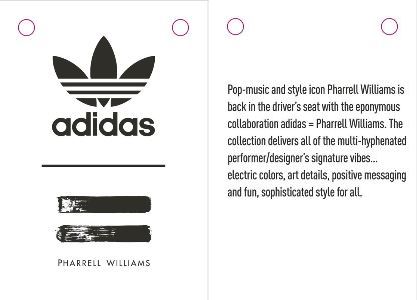 adidas
PHARRELL WILLIAMS
Pop-music and style icon Pharrell Williams is
back in the driver's seat with the eponymous
collaboration adidas = Pharrell Williams. The
collection delivers all of the multi-hyphenated
performer/designer's signature vibes...
electric colors, art details, positive messaging
and fun, sophisticated style for all.